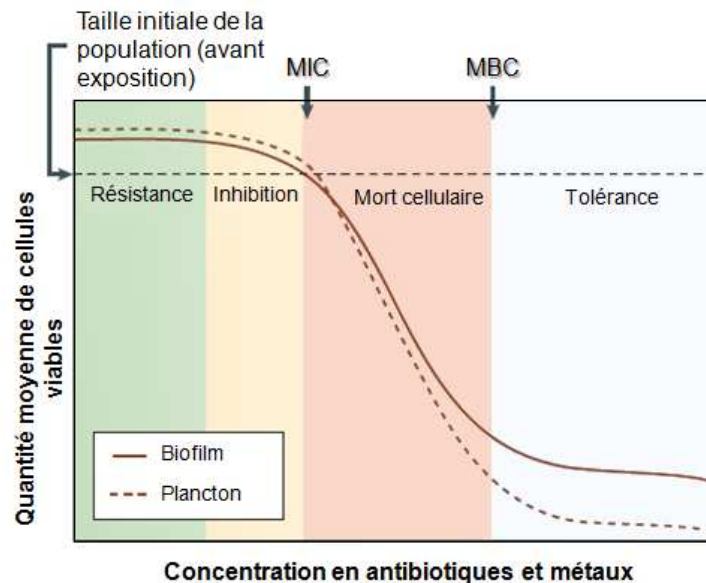 Taille initiale de la
population (avant
exposition)
MIC
MBC
Résistance
Inhibition
Mort cellulaire
Tolérance
Quantité moyenne de cellules
viables
Biofilm
Plancton
Concentration en antibiotiques et métaux